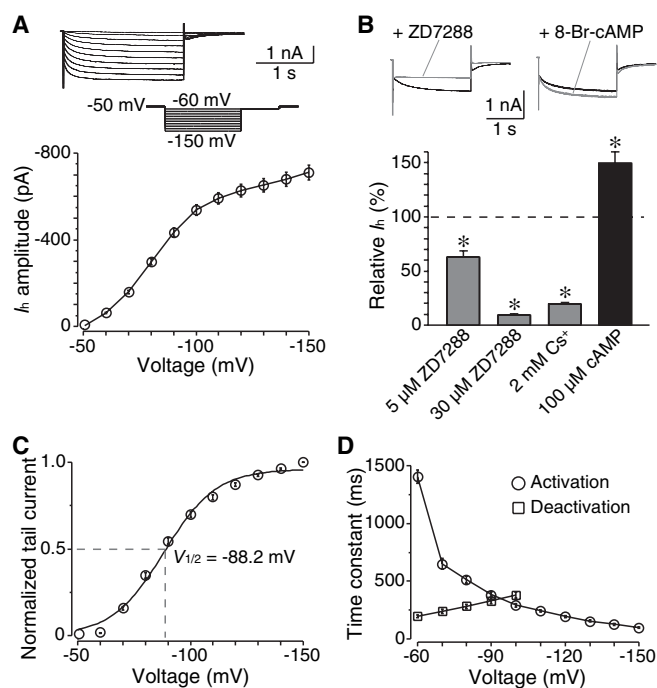 A
1 nA
1 s
-50 mV
-60 mV
-150 mV
-800
-400
0
Ih amplitude (pA)
-50
-100
-150
Voltage (mV)
B
+ ZD7288
+ 8-Br-cAMP
1 nA
1 s
150
100
50
0
Relative Ih (%)
*
*
*
*
5 μM ZD7288
30 μM ZD7288
2 mM Cs+
100 μM cAMP
C
1.0
0.5
0
Normalized tail current
V1/2 = -88.2 mV
-50
-70
-90
-110
-130
-150
Voltage (mV)
D
1500
1000
500
0
Time constant (ms)
Activation
Deactivation
-60
-90
-120
-150
Voltage (mV)